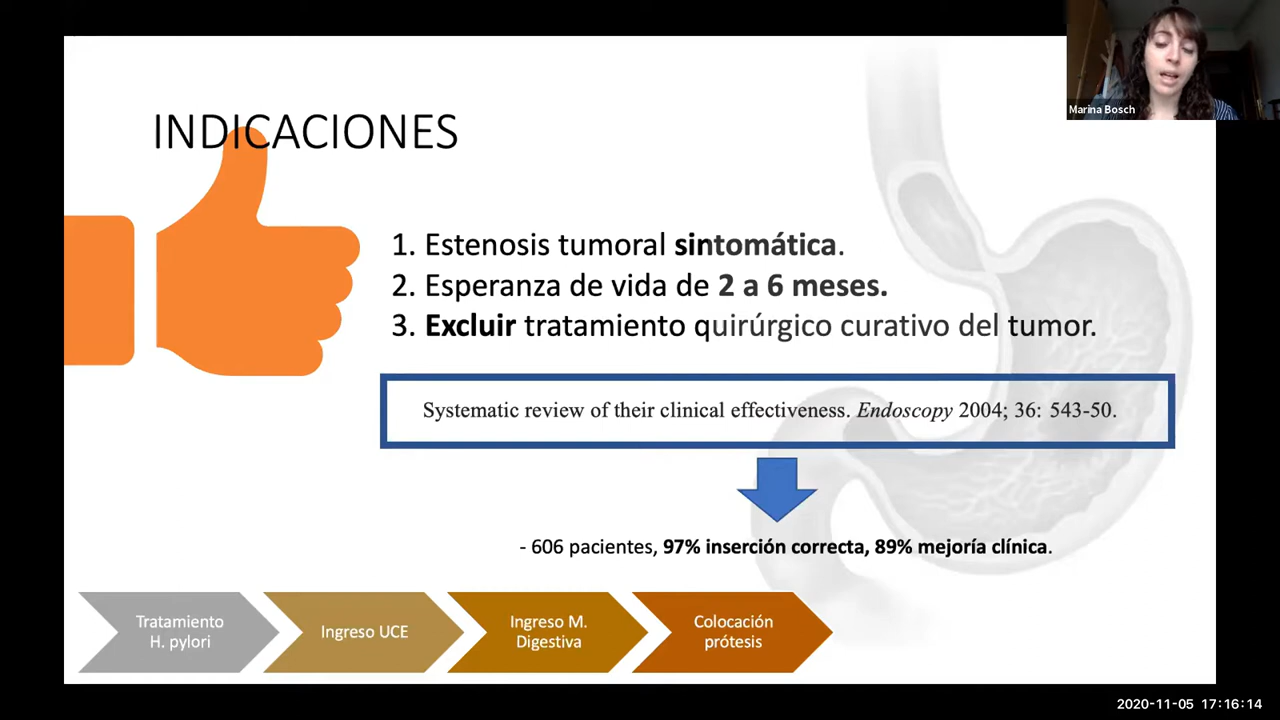 Marina Bosch
INDICACIONES
1. Estenosis tumoral sintomática.
2. Esperanza de vida de 2 a 6 meses.
3. Excluir tratamiento quirúrgico curativo del tumor.
Systematic review of their clinical effectiveness. Endoscopy 2004; 36: 543-50.
- 606 pacientes, 97% inserción correcta, 89% mejoría clínica.
Tratamiento
H. pylori
Ingreso UCE
Ingreso M.
Digestiva
Colocación
prótesis
2020-11-05 17:16:14